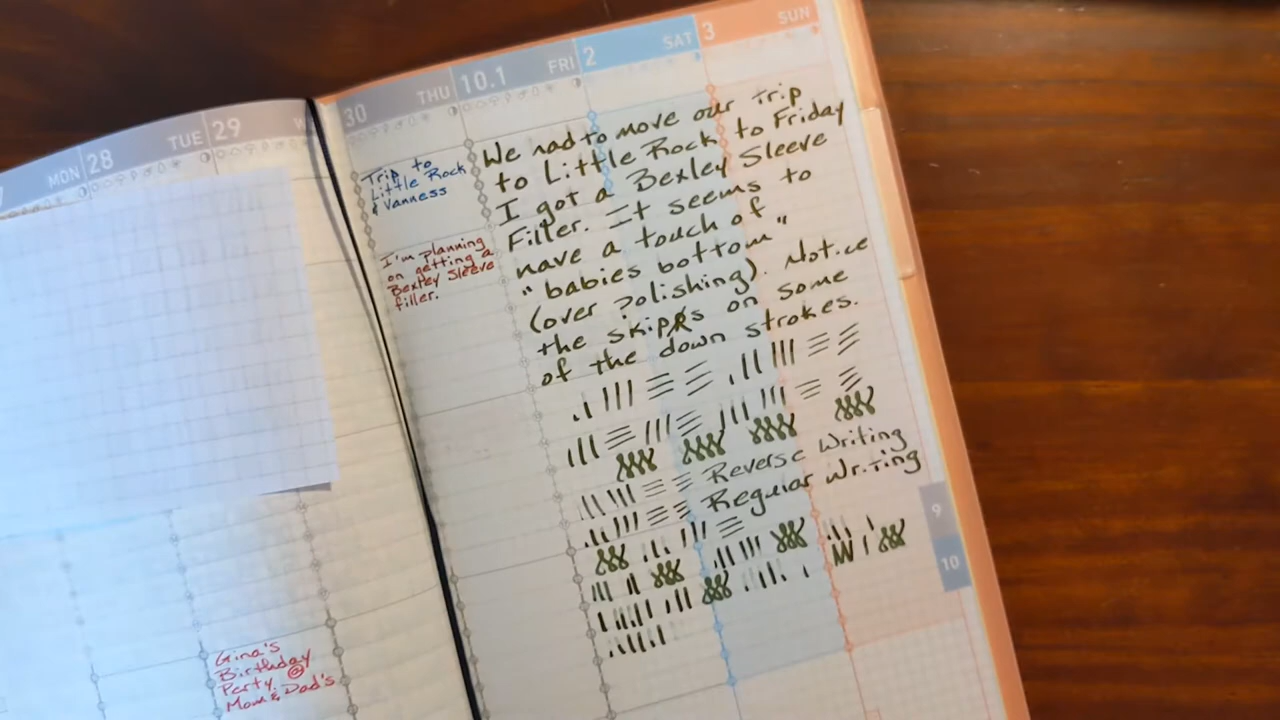 MON
28
TUE
29
W
30
THU
10.1
FRI
2
SAT
3
SUN
Trip to
Little Rock
& Vanness
I'm planning
on getting a
Bexley Sleeve
filler.
We had to move our trip
to Little Rock to Friday
I got a Bexley Sleeve
Filler. It seems to
have a touch of
"babies bottom"
(over polishing). Notice
the skips on some
of the down strokes.
Reverse Writing
Regular Writing
Gina's
Birthday
Party @
Mom & Dad's
9
10